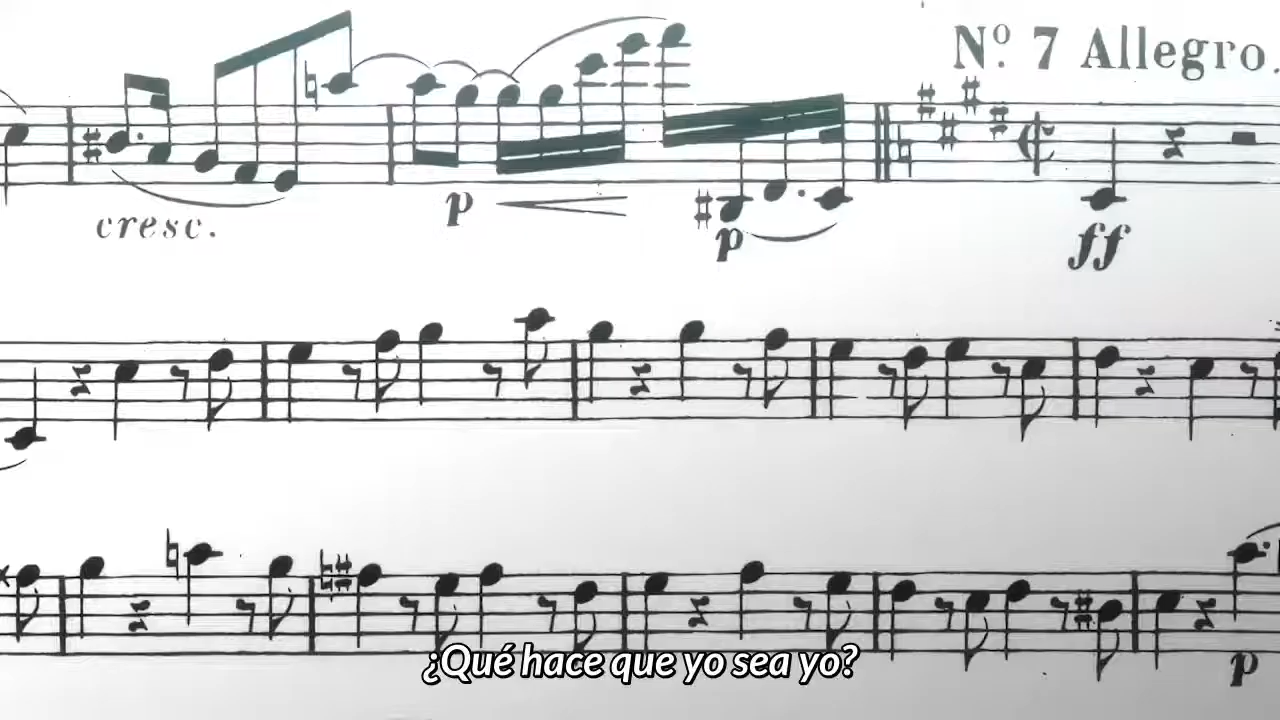 Nº. 7 Allegro.
cresc.
p
p
ff
¿Qué hace que yo sea yo?
p